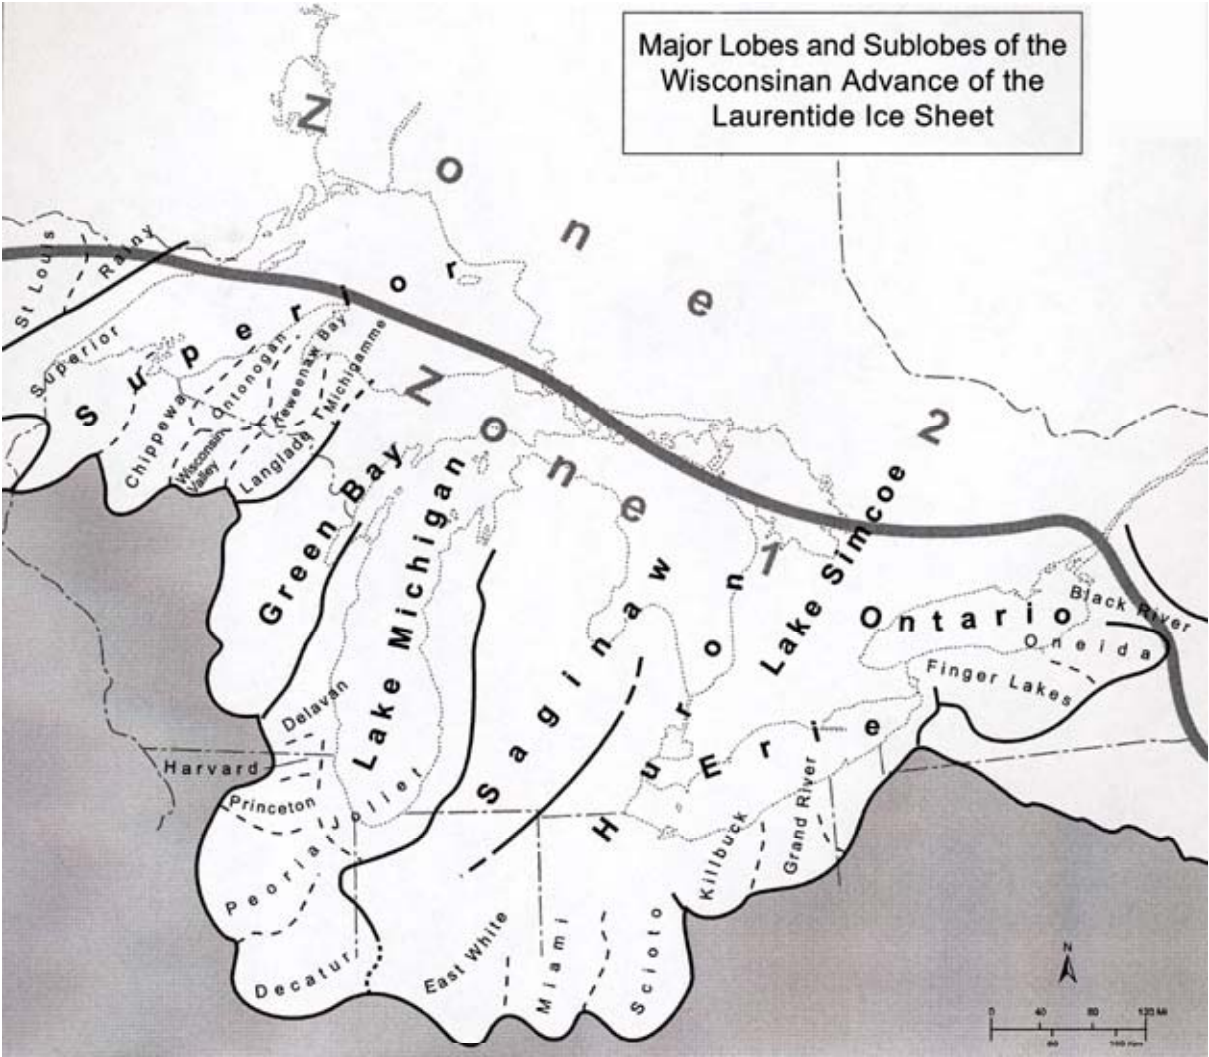 Major Lobes and Sublobes of the
Wisconsinan Advance of the
Laurentide Ice Sheet
Zone 2
Zone 1
St Louis
Rainy
Superior
Superior
Chippewa
Ontonogan
Keweenaw Bay
Michigamme
Wisconsin
Valley
Langlade
Green Bay
Lake Michigan
Saginaw
Huron
Lake Simcoe
Ontario
Black River
Oneida
Finger Lakes
Erie
Delavan
Harvard
Princeton
Joliet
Peoria
Decatur
East White
Miami
Scioto
Killbuck
Grand River
N
0 40 80 120 Mi